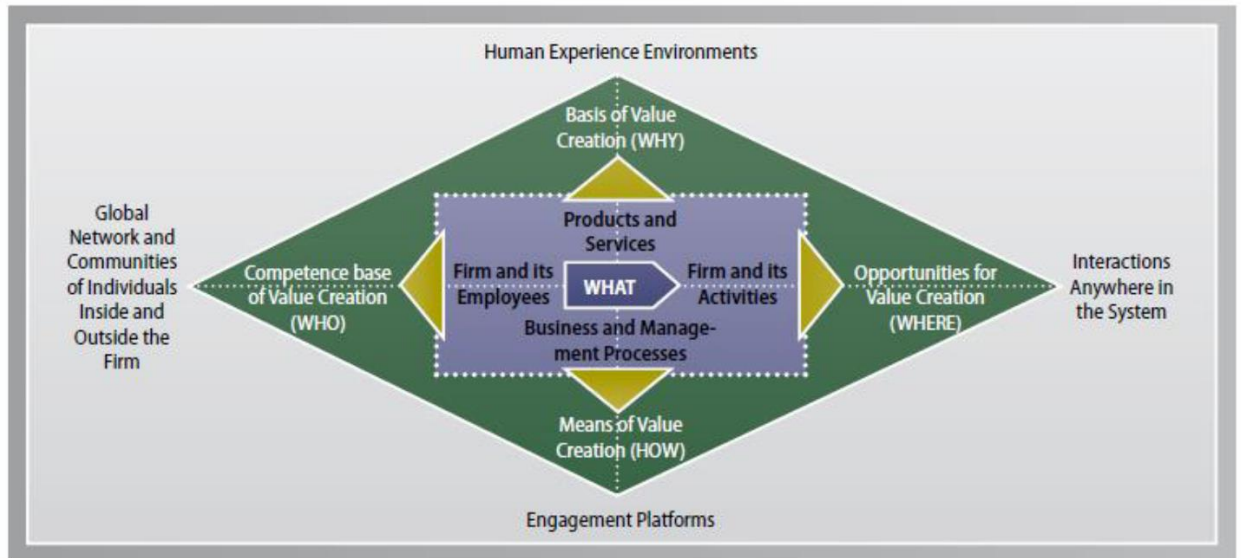 Human Experience Environments
Basis of Value
Creation (WHY)
Global
Network and
Communities
of Individuals
Inside and
Outside the
Firm
Competence base
of Value Creation
(WHO)
Products and
Services
Firm and its
Employees
WHAT
Firm and its
Activities
Business and Manage-
ment Processes
Opportunities for
Value Creation
(WHERE)
Interactions
Anywhere in
the System
Means of Value
Creation (HOW)
Engagement Platforms